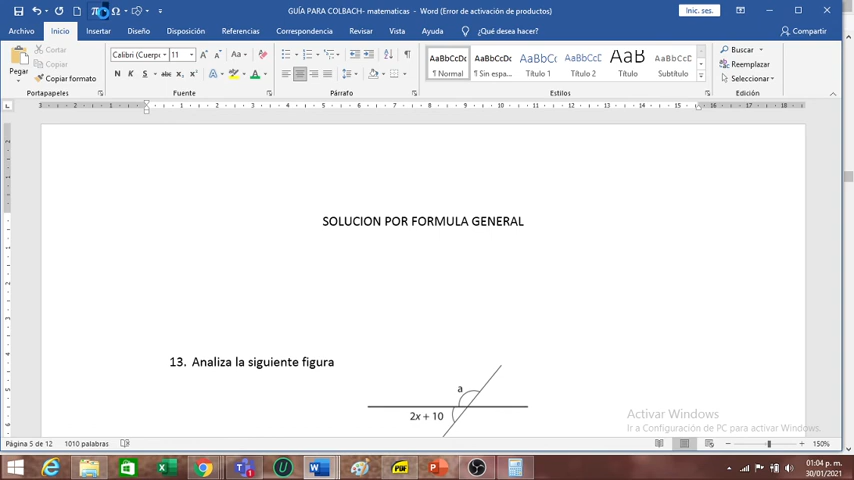 GUÍA PARA COLBACH- matematicas - Word (Error de activación de productos)
Inic. ses.
Archivo Inicio Insertar Diseño Disposición Referencias Correspondencia Revisar Vista Ayuda ¿Qué desea hacer? Compartir
Pegar
Cortar
Copiar
Copiar formato
Portapapeles
Calibri (Cuerpo 11
N K S abc x₂ x²
Fuente
Párrafo
AaBbCcDc AaBbCcDc AaBbCc AaBbCcC AaB AaBbCcC
¶ Normal ¶ Sin espa... Título 1 Título 2 Título Subtítulo
Estilos
Buscar
Reemplazar
Seleccionar
Edición
SOLUCION POR FORMULA GENERAL
13. Analiza la siguiente figura
a
2x + 10
Activar Windows
Ir a Configuración de PC para activar Windows.
Página 5 de 12 1010 palabras 150%
01:04 p. m.
30/01/2021